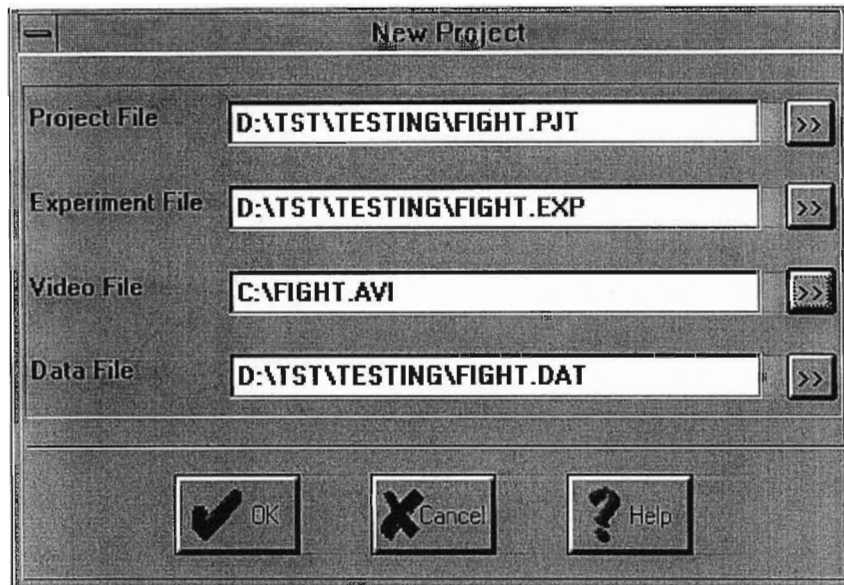 New Project
Project File D:\TST\TESTING\FIGHT.PJT >>
Experiment File D:\TST\TESTING\FIGHT.EXP >>
Video File C:\FIGHT.AVI >>
Data File D:\TST\TESTING\FIGHT.DAT >>
OK Cancel Help